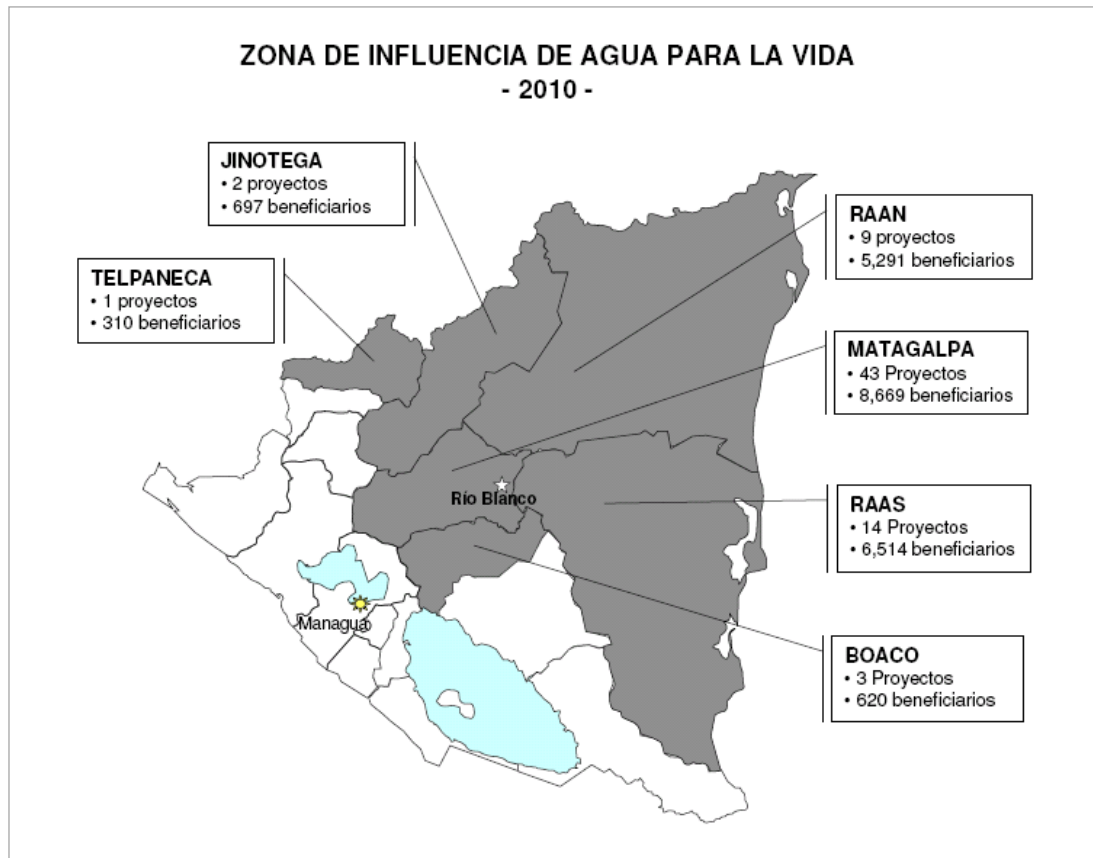 ZONA DE INFLUENCIA DE AGUA PARA LA VIDA
- 2010 -
JINOTEGA
• 2 proyectos
• 697 beneficiarios
TELPANECA
• 1 proyectos
• 310 beneficiarios
RAAN
• 9 proyectos
• 5,291 beneficiarios
MATAGALPA
• 43 Proyectos
• 8,669 beneficiarios
Río Blanco
RAAS
• 14 Proyectos
• 6,514 beneficiarios
Managua
BOACO
• 3 Proyectos
• 620 beneficiarios